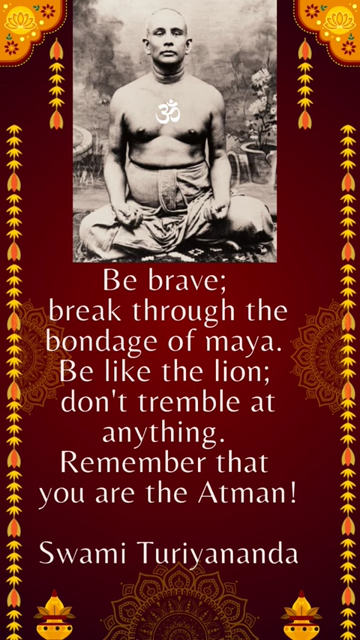 ॐ
Be brave;
break through the
bondage of maya.
Be like the lion;
don't tremble at
anything.
Remember that
you are the Atman!
Swami Turiyananda